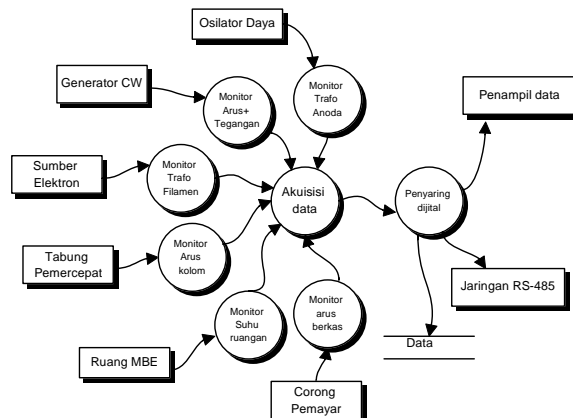 Osilator Daya
Generator CW
Monitor
Arus+
Tegangan
Monitor
Trafo
Anoda
Penampil data
Sumber
Elektron
Monitor
Trafo
Filamen
Akuisisi
data
Penyaring
dijital
Tabung
Pemercepat
Monitor
Arus
kolom
Monitor
Suhu
ruangan
Monitor
arus
berkas
Jaringan RS-485
Data
Ruang MBE
Corong
Pemayar